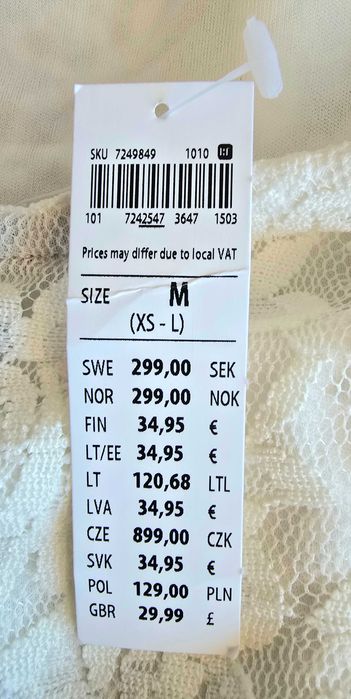 SKU 7249849 1010
101 7242547 3647 1503
Prices may differ due to local VAT
SIZE M
(XS - L)
SWE 299,00 SEK
NOR 299,00 NOK
FIN 34,95 €
LT/EE 34,95 €
LT 120,68 LTL
LVA 34,95 €
CZE 899,00 CZK
SVK 34,95 €
POL 129,00 PLN
GBR 29,99 £